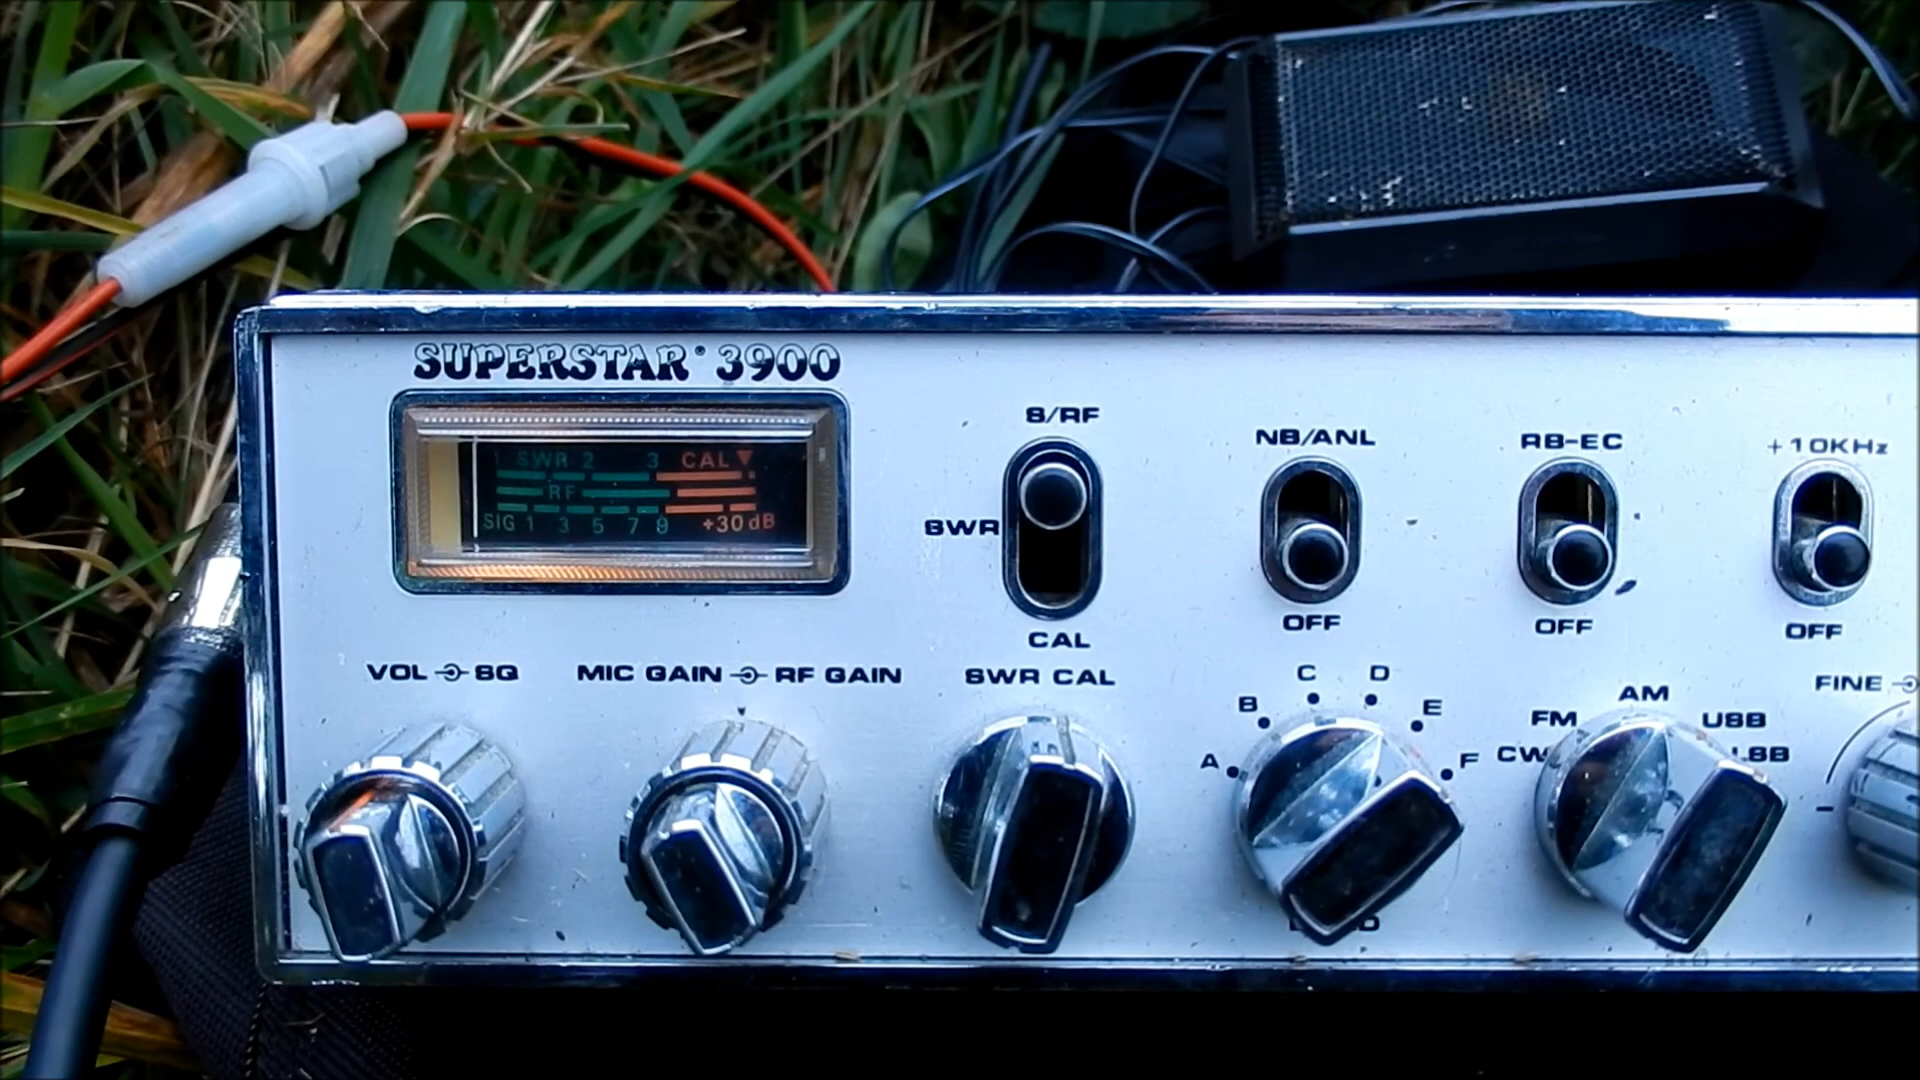 SUPERSTAR® 3900
1 SWR 2 3 CAL▼
RF
SIG 1 3 5 7 9 +30 dB
S/RF
SWR
CAL
NB/ANL
OFF
RB-EC
OFF
+10KHz
OFF
VOL SQ
MIC GAIN RF GAIN
SWR CAL
A B C D E F
CW FM AM USB LSB
FINE
-